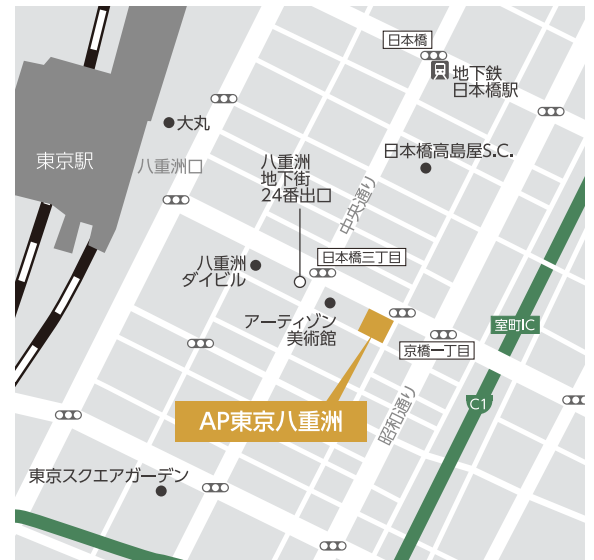 日本橋
地下鉄
日本橋駅
大丸
東京駅
八重洲口
八重洲
地下街
24番出口
日本橋高島屋S.C.
中央通り
日本橋三丁目
八重洲
ダイビル
アーティゾン
美術館
室町IC
京橋一丁目
AP東京八重洲
昭和通り
C1
東京スクエアガーデン